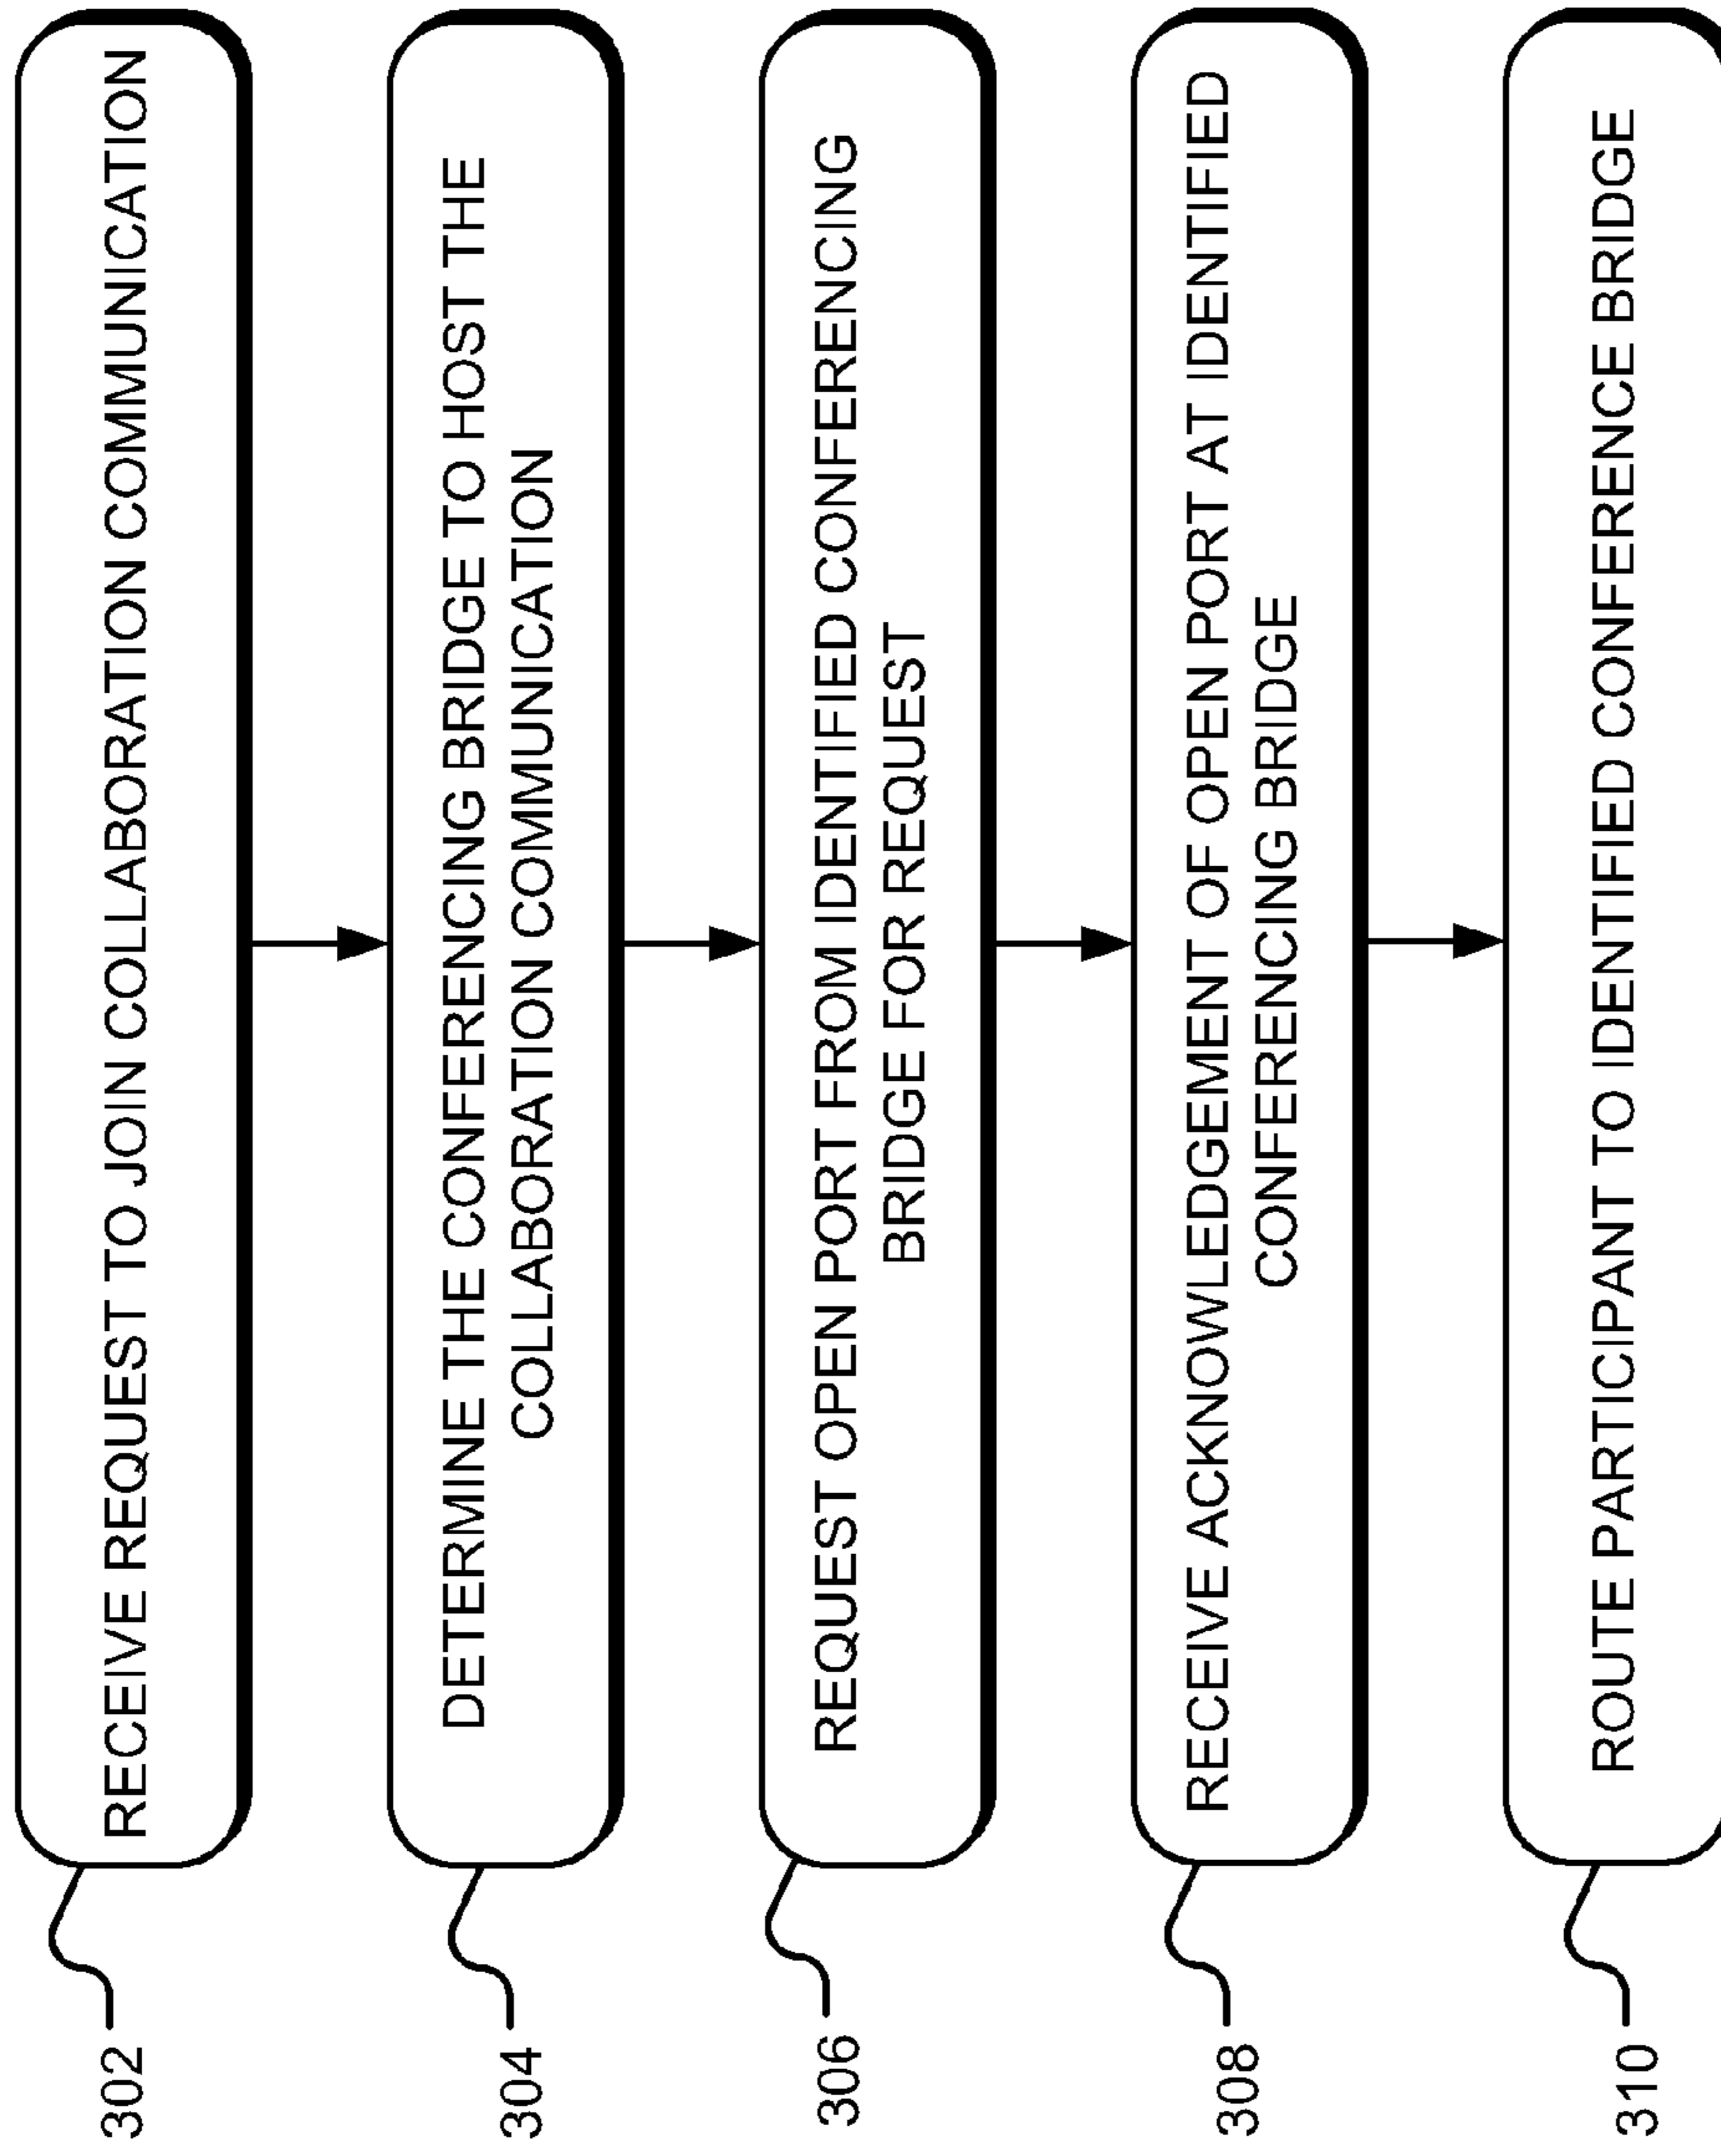 302
RECEIVE REQUEST TO JOIN COLLABORATION COMMUNICATION
304
DETERMINE THE CONFERENCING BRIDGE TO HOST THE
COLLABORATION COMMUNICATION
306
REQUEST OPEN PORT FROM IDENTIFIED CONFERENCING
BRIDGE FOR REQUEST
308
RECEIVE ACKNOWLEDGEMENT OF OPEN PORT AT IDENTIFIED
CONFERENCING BRIDGE
310
ROUTE PARTICIPANT TO IDENTIFIED CONFERENCE BRIDGE